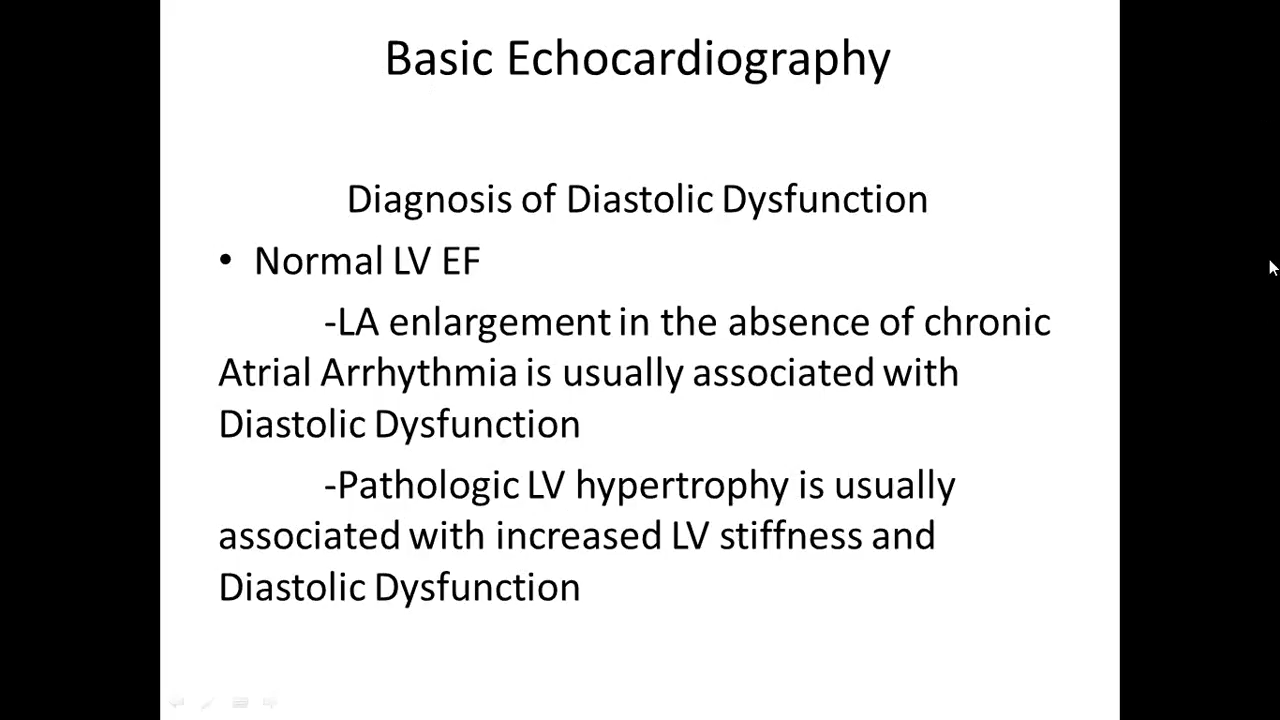 Basic Echocardiography
Diagnosis of Diastolic Dysfunction
• Normal LV EF
-LA enlargement in the absence of chronic
Atrial Arrhythmia is usually associated with
Diastolic Dysfunction
-Pathologic LV hypertrophy is usually
associated with increased LV stiffness and
Diastolic Dysfunction